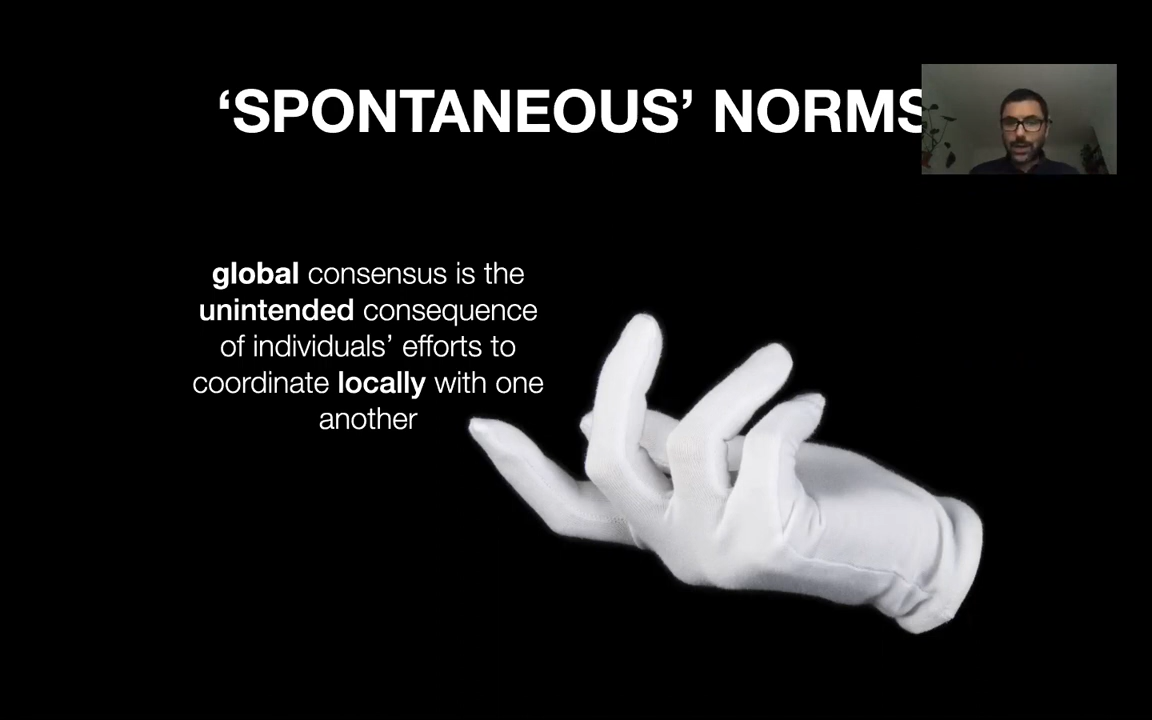 ‘SPONTANEOUS’ NORMS
global consensus is the
unintended consequence
of individuals’ efforts to
coordinate locally with one
another